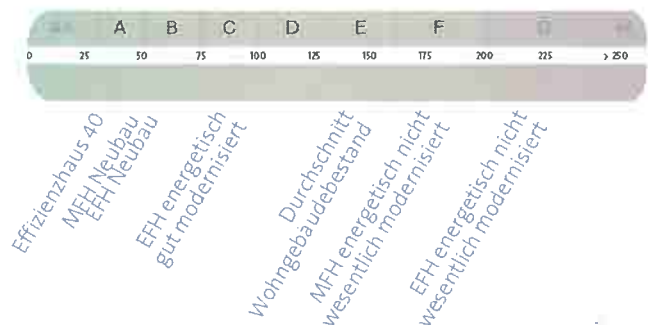 A B C D E F G
0 25 50 75 100 125 150 175 200 225 > 250
Effizienzhaus 40
MFH Neubau
EFH Neubau
EFH energetisch
gut modernisiert
Durchschnitt
Wohngebäudebestand
MFH energetisch nicht
wesentlich modernisiert
EFH energetisch nicht
wesentlich modernisiert